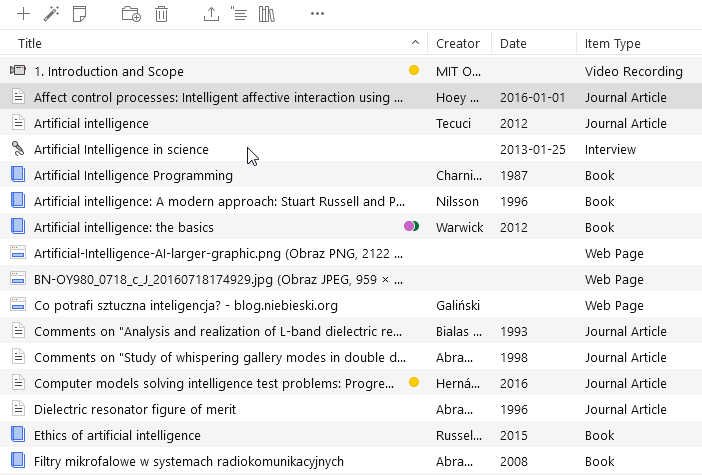 Title Creator Date Item Type
1. Introduction and Scope MIT O... Video Recording
Affect control processes: Intelligent affective interaction using ... Hoey ... 2016-01-01 Journal Article
Artificial intelligence Tecuci 2012 Journal Article
Artificial Intelligence in science 2013-01-25 Interview
Artificial Intelligence Programming Charni... 1987 Book
Artificial intelligence: A modern approach: Stuart Russell and P... Nilsson 1996 Book
Artificial intelligence: the basics Warwick 2012 Book
Artificial-Intelligence-AI-larger-graphic.png (Obraz PNG, 2122 ... Web Page
BN-OY980_0718_c_J_20160718174929.jpg (Obraz JPEG, 959 × ... Web Page
Co potrafi sztuczna inteligencja? - blog.niebieski.org Galiński Web Page
Comments on "Analysis and realization of L-band dielectric re... Bialas ... 1993 Journal Article
Comments on "Study of whispering gallery modes in double d... Abra... 1998 Journal Article
Computer models solving intelligence test problems: Progre... Herná... 2016 Journal Article
Dielectric resonator figure of merit Abra... 1996 Journal Article
Ethics of artificial intelligence Russel... 2015 Book
Filtry mikrofalowe w systemach radiokomunikacyjnych Abra... 2008 Book